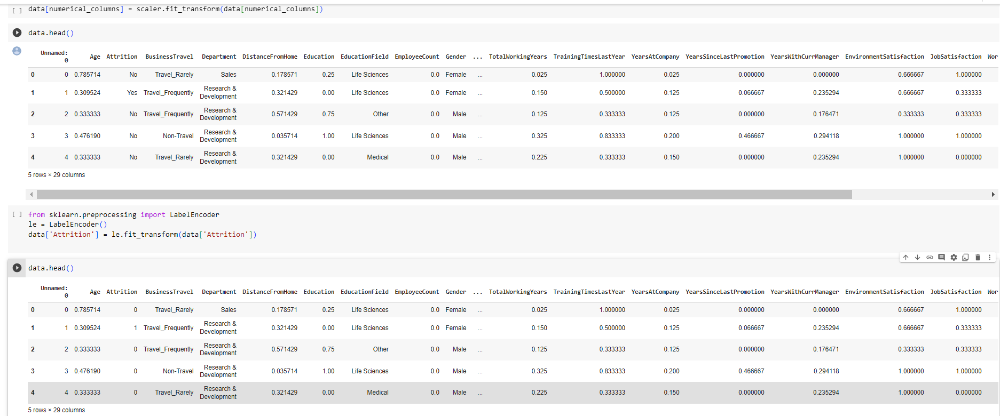 [ ] data[numerical_columns] = scaler.fit_transform(data[numerical_columns])
data.head()
Unnamed: 0 Age Attrition BusinessTravel Department DistanceFromHome Education EducationField EmployeeCount Gender ... TotalWorkingYears TrainingTimesLastYear YearsAtCompany YearsSinceLastPromotion YearsWithCurrManager EnvironmentSatisfaction JobSatisfaction Wor
0 0 0.785714 No Travel_Rarely Sales 0.178571 0.25 Life Sciences 0.0 Female ... 0.025 1.000000 0.025 0.000000 0.000000 0.666667 1.000000
1 1 0.309524 Yes Travel_Frequently Research & Development 0.321429 0.00 Life Sciences 0.0 Female ... 0.150 0.500000 0.125 0.066667 0.235294 0.666667 0.333333
2 2 0.333333 No Travel_Frequently Research & Development 0.571429 0.75 Other 0.0 Male ... 0.125 0.333333 0.125 0.000000 0.176471 0.333333 0.333333
3 3 0.476190 No Non-Travel Research & Development 0.035714 1.00 Life Sciences 0.0 Male ... 0.325 0.833333 0.200 0.466667 0.294118 1.000000 1.000000
4 4 0.333333 No Travel_Rarely Research & Development 0.321429 0.00 Medical 0.0 Male ... 0.225 0.333333 0.150 0.000000 0.235294 1.000000 0.000000
5 rows × 29 columns
[ ] from sklearn.preprocessing import LabelEncoder
le = LabelEncoder()
data['Attrition'] = le.fit_transform(data['Attrition'])
data.head()
Unnamed: 0 Age Attrition BusinessTravel Department DistanceFromHome Education EducationField EmployeeCount Gender ... TotalWorkingYears TrainingTimesLastYear YearsAtCompany YearsSinceLastPromotion YearsWithCurrManager EnvironmentSatisfaction JobSatisfaction Wor
0 0 0.785714 0 Travel_Rarely Sales 0.178571 0.25 Life Sciences 0.0 Female ... 0.025 1.000000 0.025 0.000000 0.000000 0.666667 1.000000
1 1 0.309524 1 Travel_Frequently Research & Development 0.321429 0.00 Life Sciences 0.0 Female ... 0.150 0.500000 0.125 0.066667 0.235294 0.666667 0.333333
2 2 0.333333 0 Travel_Frequently Research & Development 0.571429 0.75 Other 0.0 Male ... 0.125 0.333333 0.125 0.000000 0.176471 0.333333 0.333333
3 3 0.476190 0 Non-Travel Research & Development 0.035714 1.00 Life Sciences 0.0 Male ... 0.325 0.833333 0.200 0.466667 0.294118 1.000000 1.000000
4 4 0.333333 0 Travel_Rarely Research & Development 0.321429 0.00 Medical 0.0 Male ... 0.225 0.333333 0.150 0.000000 0.235294 1.000000 0.000000
5 rows × 29 columns